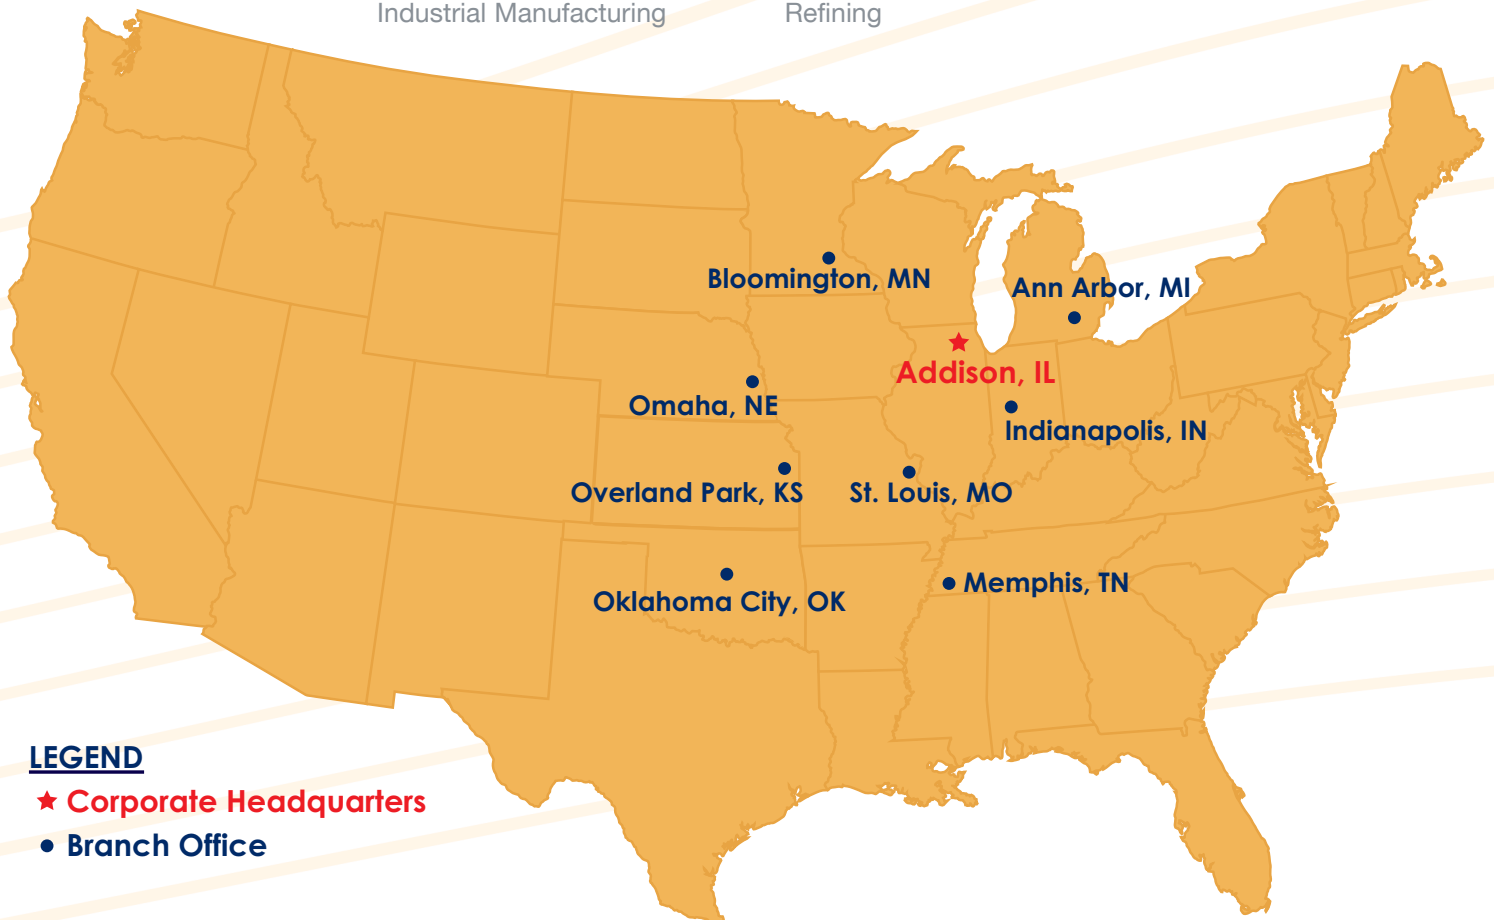 Industrial Manufacturing
Refining
Bloomington, MN
Ann Arbor, MI
Addison, IL
Omaha, NE
Indianapolis, IN
Overland Park, KS
St. Louis, MO
Memphis, TN
Oklahoma City, OK
LEGEND
Corporate Headquarters
Branch Office